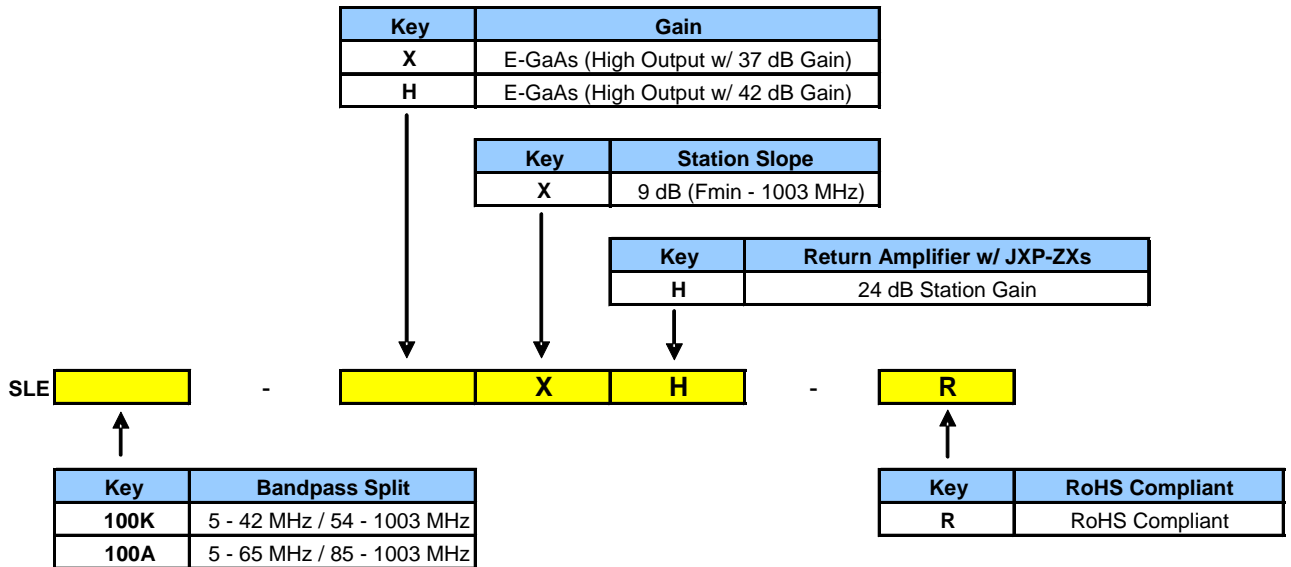 Key Gain
X E-GaAs (High Output w/ 37 dB Gain)
H E-GaAs (High Output w/ 42 dB Gain)
Key Station Slope
X 9 dB (Fmin - 1003 MHz)
Key Return Amplifier w/ JXP-ZXs
H 24 dB Station Gain
SLE - X H - R
Key Bandpass Split
100K 5 - 42 MHz / 54 - 1003 MHz
100A 5 - 65 MHz / 85 - 1003 MHz
Key RoHS Compliant
R RoHS Compliant